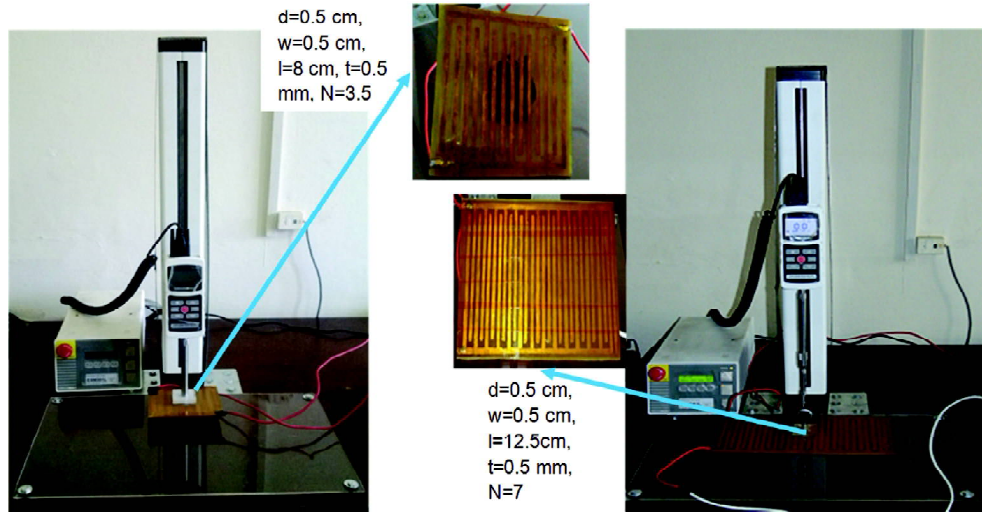 d=0.5 cm,
w=0.5 cm,
l=8 cm, t=0.5
mm, N=3.5
d=0.5 cm,
w=0.5 cm,
l=12.5cm,
t=0.5 mm,
N=7